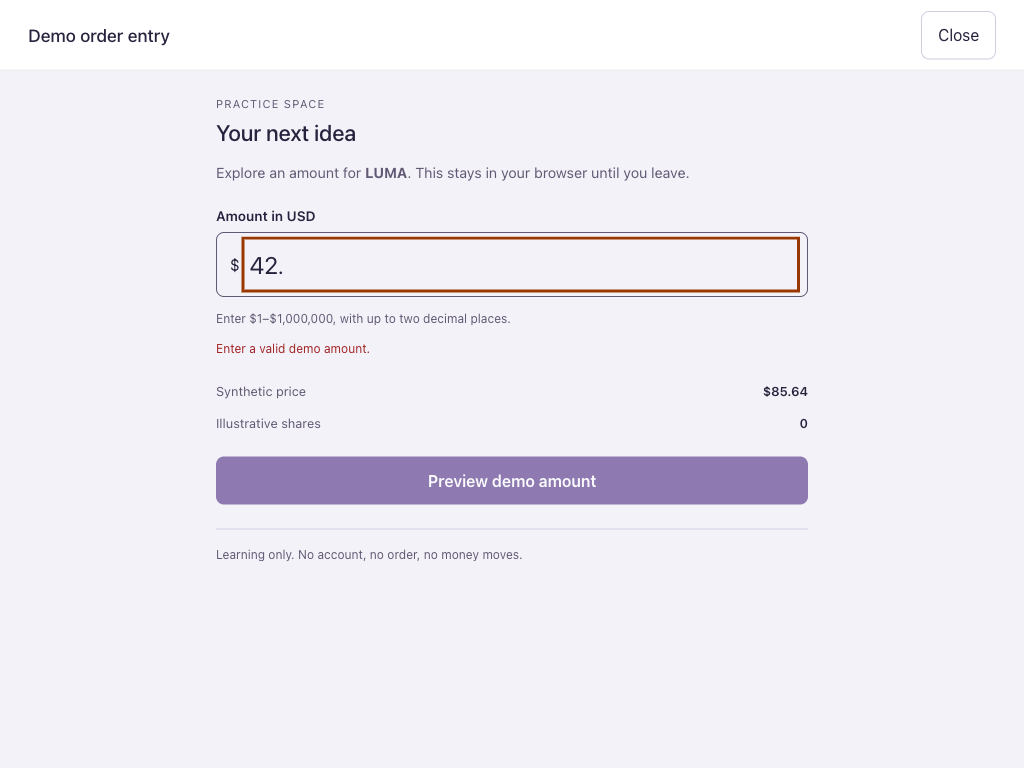 Demo order entry
Close
PRACTICE SPACE
Your next idea
Explore an amount for LUMA. This stays in your browser until you leave.
Amount in USD
$ 42.
Enter $1–$1,000,000, with up to two decimal places.
Enter a valid demo amount.
Synthetic price $85.64
Illustrative shares 0
Preview demo amount
Learning only. No account, no order, no money moves.